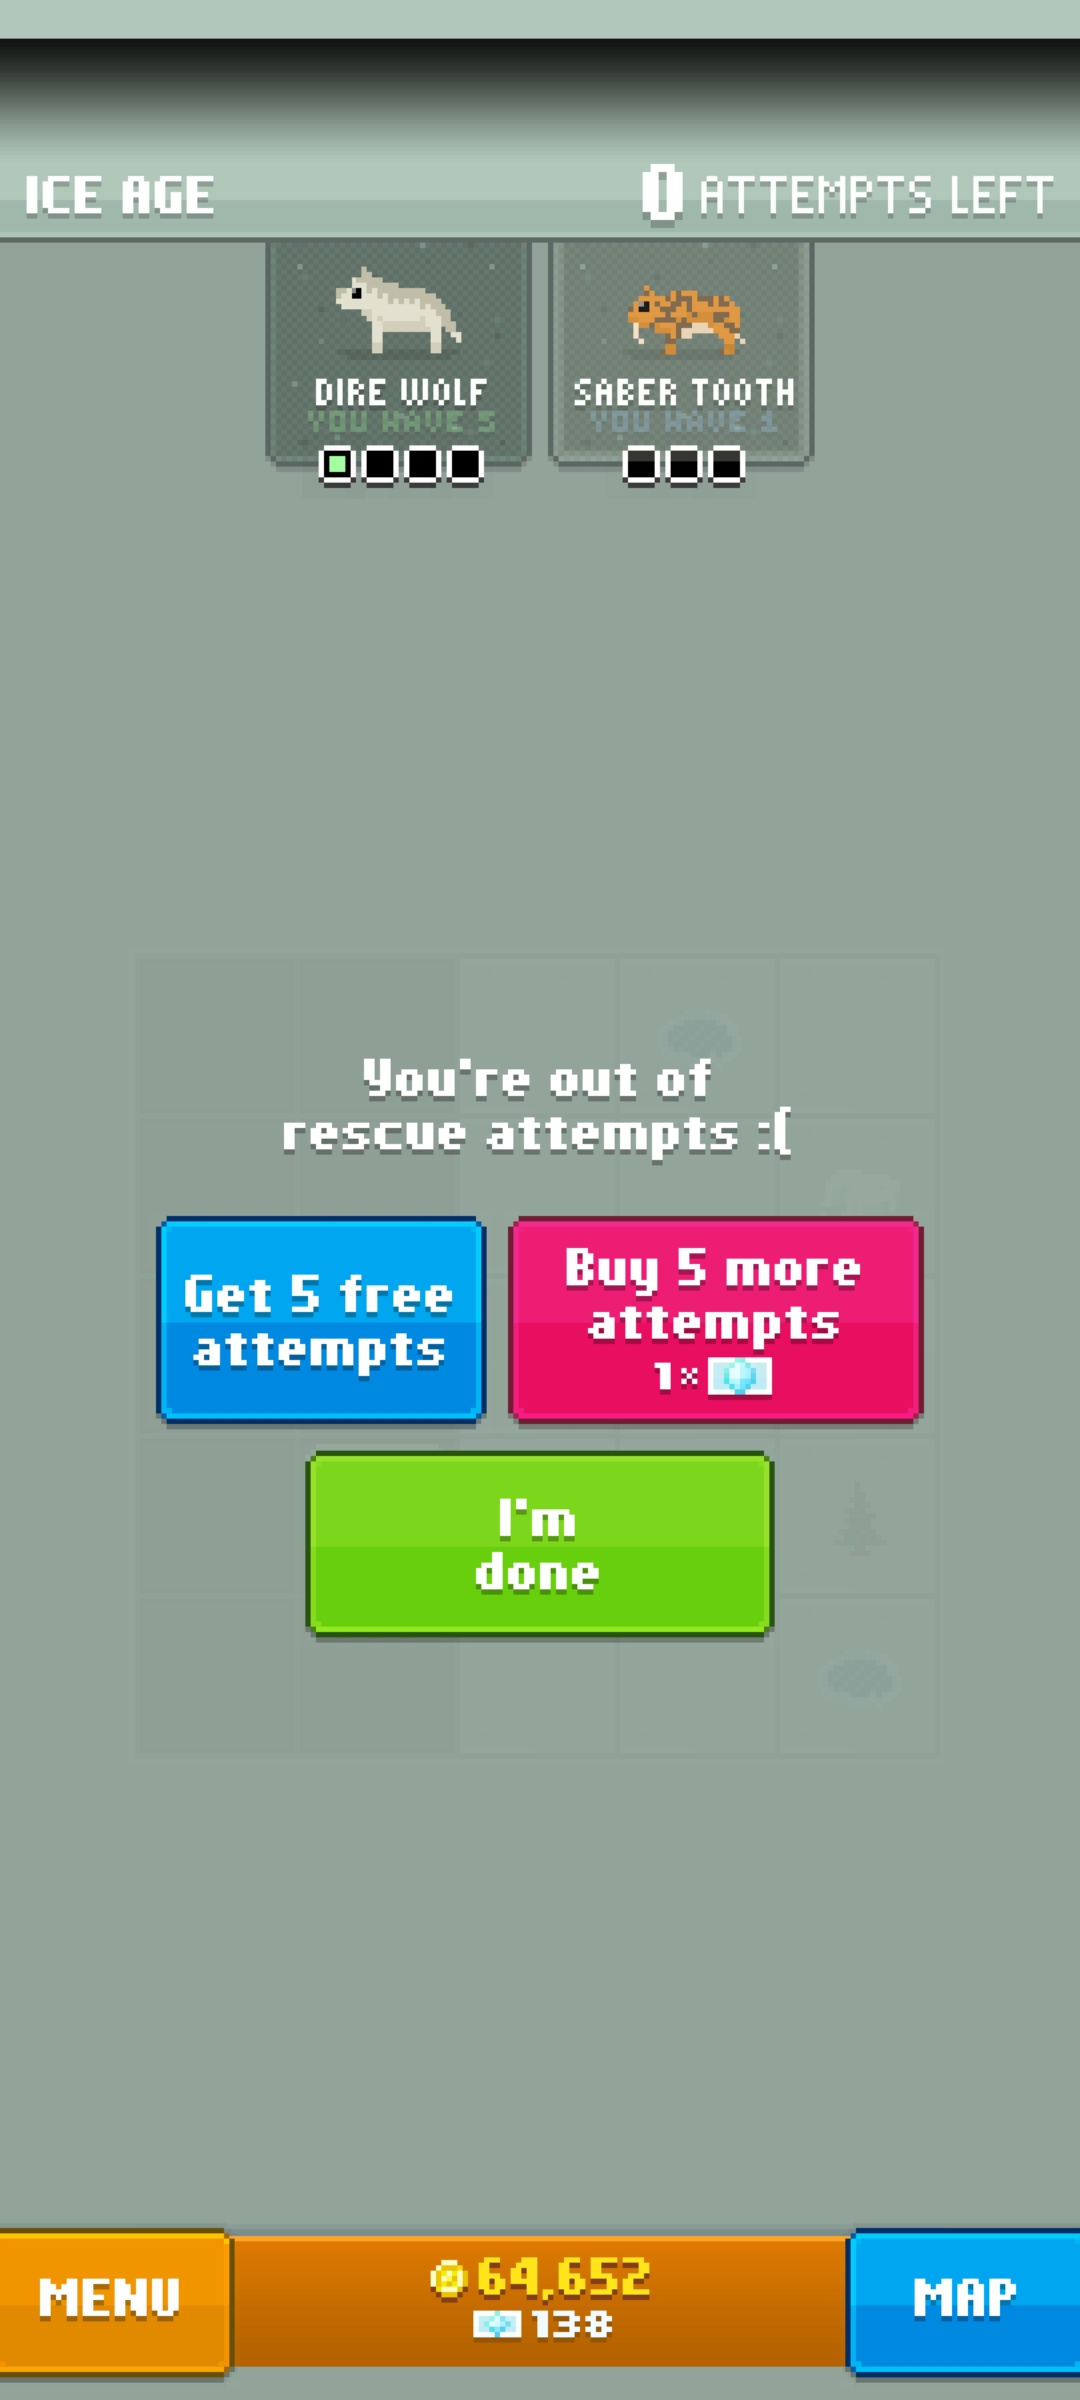 ICE AGE
0 ATTEMPTS LEFT
DIRE WOLF
YOU HAVE 5
SABER TOOTH
YOU HAVE 1
You're out of
rescue attempts :(
Get 5 free
attempts
Buy 5 more
attempts
1×
I'm
done
MENU
64,652
138
MAP